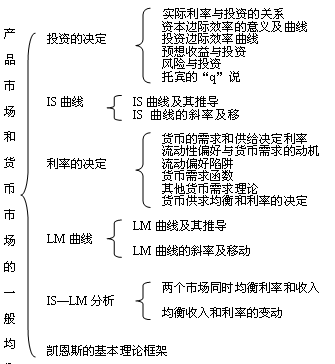 产品市场和货币市场的一般均
投资的决定
实际利率与投资的关系
资本边际效率的意义及曲线
投资边际效率曲线
预想收益与投资
风险与投资
托宾的“q”说
IS 曲线
IS 曲线及其推导
IS 曲线的斜率及移
利率的决定
货币的需求和供给决定利率
流动性偏好与货币需求的动机
流动偏好陷阱
货币需求函数
其他货币需求理论
货币供求均衡和利率的决定
LM 曲线
LM 曲线及其推导
LM 曲线的斜率及移动
IS—LM 分析
两个市场同时均衡利率和收入
均衡收入和利率的变动
凯恩斯的基本理论框架